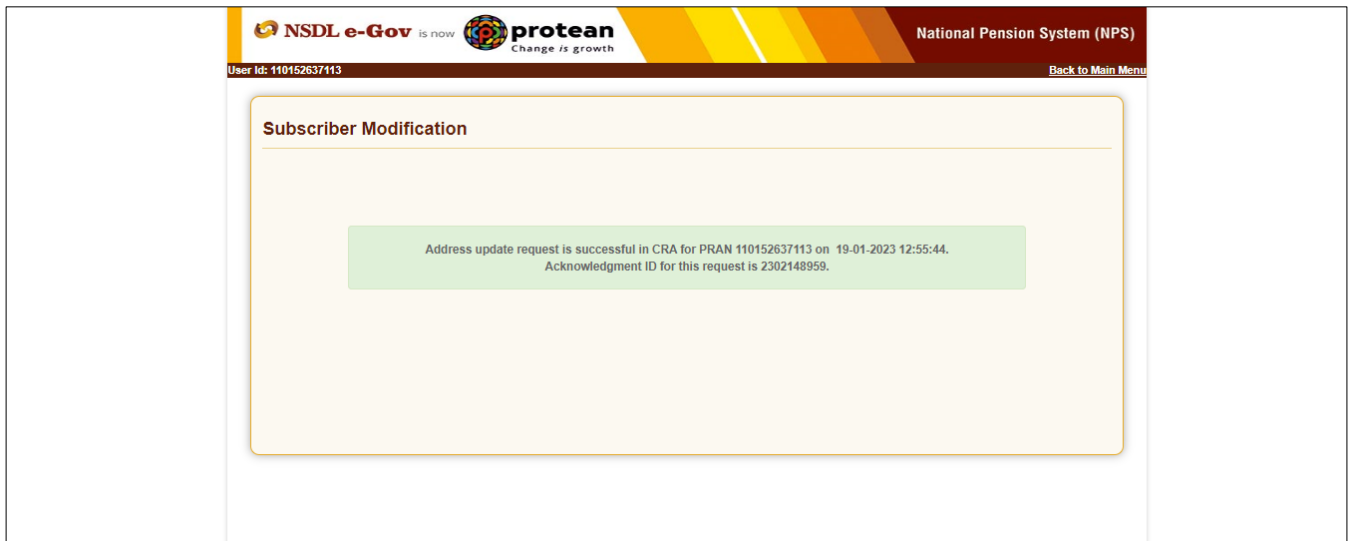 NSDL e-Gov is now protean
Change is growth
National Pension System (NPS)
User Id: 110152637113
Back to Main Menu
Subscriber Modification
Address update request is successful in CRA for PRAN 110152637113 on 19-01-2023 12:55:44.
Acknowledgment ID for this request is 2302148959.